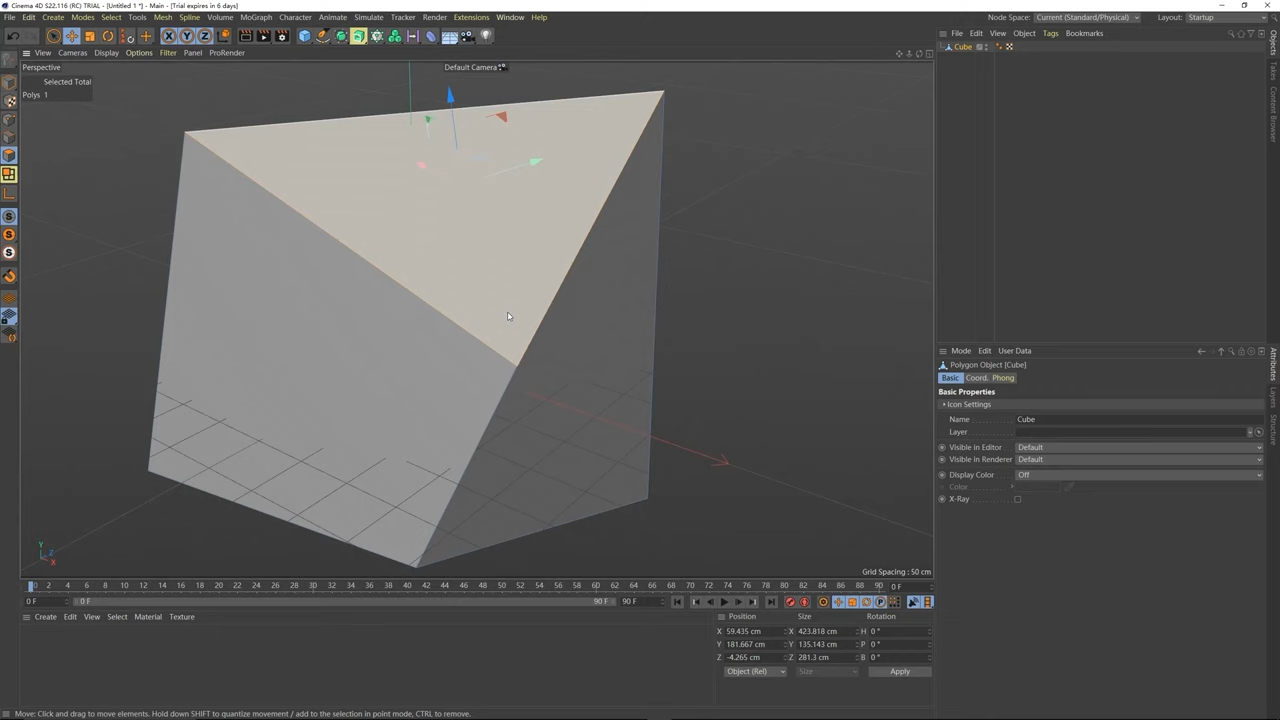 Cinema 4D S22.116 (RC) TRIAL - [Untitled 1 *] - Main - [Trial expires in 6 days]
File Edit Create Modes Select Tools Mesh Spline Volume MoGraph Character Animate Simulate Tracker Render Extensions Window Help Node Space: Current (Standard/Physical) Layout: Startup
View Cameras Display Options Filter Panel ProRender File Edit View Object Tags Bookmarks
Cube
Perspective Default Camera
Selected Total
Polys 1
Objects
Takes
Content Browser
Mode Edit User Data
Polygon Object [Cube]
Basic Coord. Phong
Basic Properties
Icon Settings
Name Cube
Layer
Visible in Editor Default
Visible in Renderer Default
Display Color Off
Color
X-Ray
Attributes
Layers
Structure
Y
Z
X
Grid Spacing : 50 cm
0 2 4 6 8 10 12 14 16 18 20 22 24 26 28 30 32 34 36 38 40 42 44 46 48 50 52 54 56 58 60 62 64 66 68 70 72 74 76 78 80 82 84 86 88 90 0 F
0 F 0 F 90 F 90 F
Create Edit View Select Material Texture
Position Size Rotation
X 59.435 cm X 423.818 cm H 0 °
Y 181.667 cm Y 135.143 cm P 0 °
Z -4.265 cm Z 281.3 cm B 0 °
Object (Rel) Size Apply
Move: Click and drag to move elements. Hold down SHIFT to quantize movement / add to the selection in point mode, CTRL to remove.